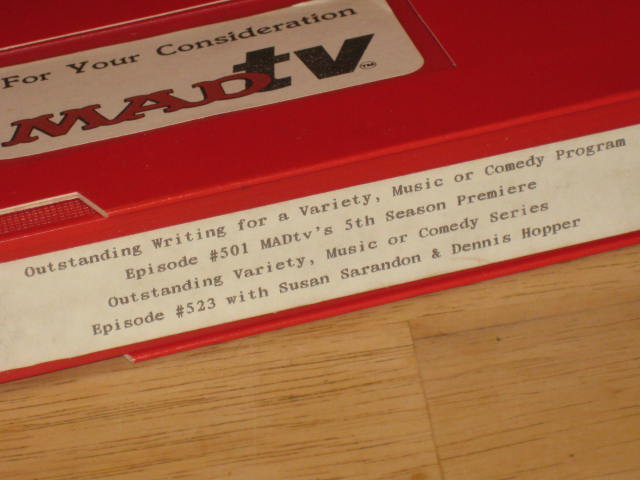 For Your Consideration
MADtv™
Outstanding Writing for a Variety, Music or Comedy Program
Episode #501 MADtv's 5th Season Premiere
Outstanding Variety, Music or Comedy Series
Episode #523 with Susan Sarandon & Dennis Hopper